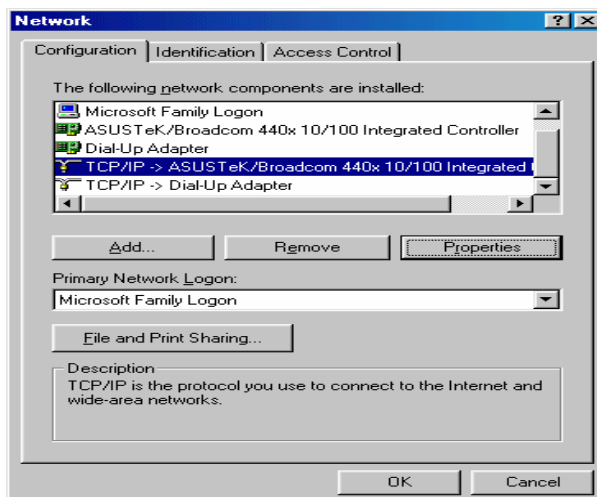 Network
Configuration Identification Access Control
The following network components are installed:
Microsoft Family Logon
ASUSTeK/Broadcom 440x 10/100 Integrated Controller
Dial-Up Adapter
TCP/IP -> ASUSTeK/Broadcom 440x 10/100 Integrated
TCP/IP -> Dial-Up Adapter
Add... Remove Properties
Primary Network Logon:
Microsoft Family Logon
File and Print Sharing...
Description
TCP/IP is the protocol you use to connect to the Internet and
wide-area networks.
OK Cancel